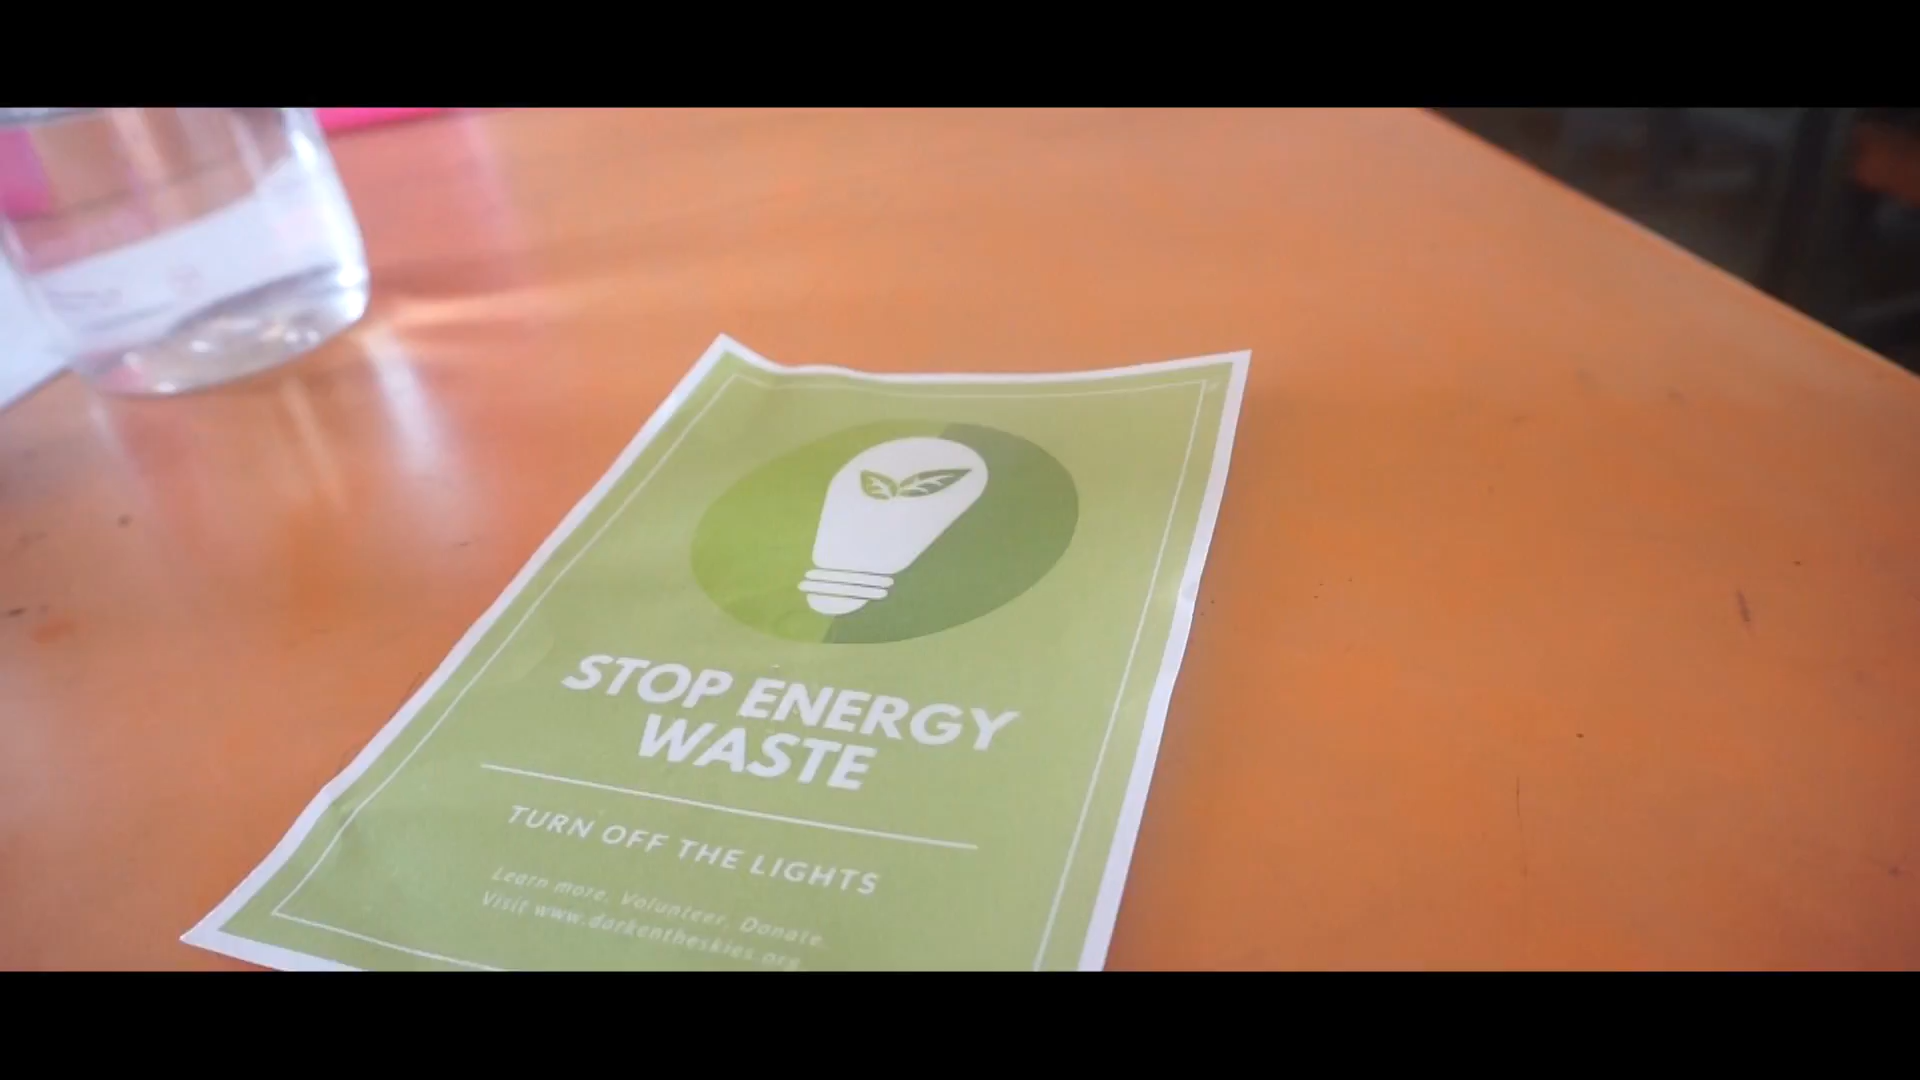 STOP ENERGY
WASTE
TURN OFF THE LIGHTS
Learn more. Volunteer. Donate.
Visit www.darkentheskies.org